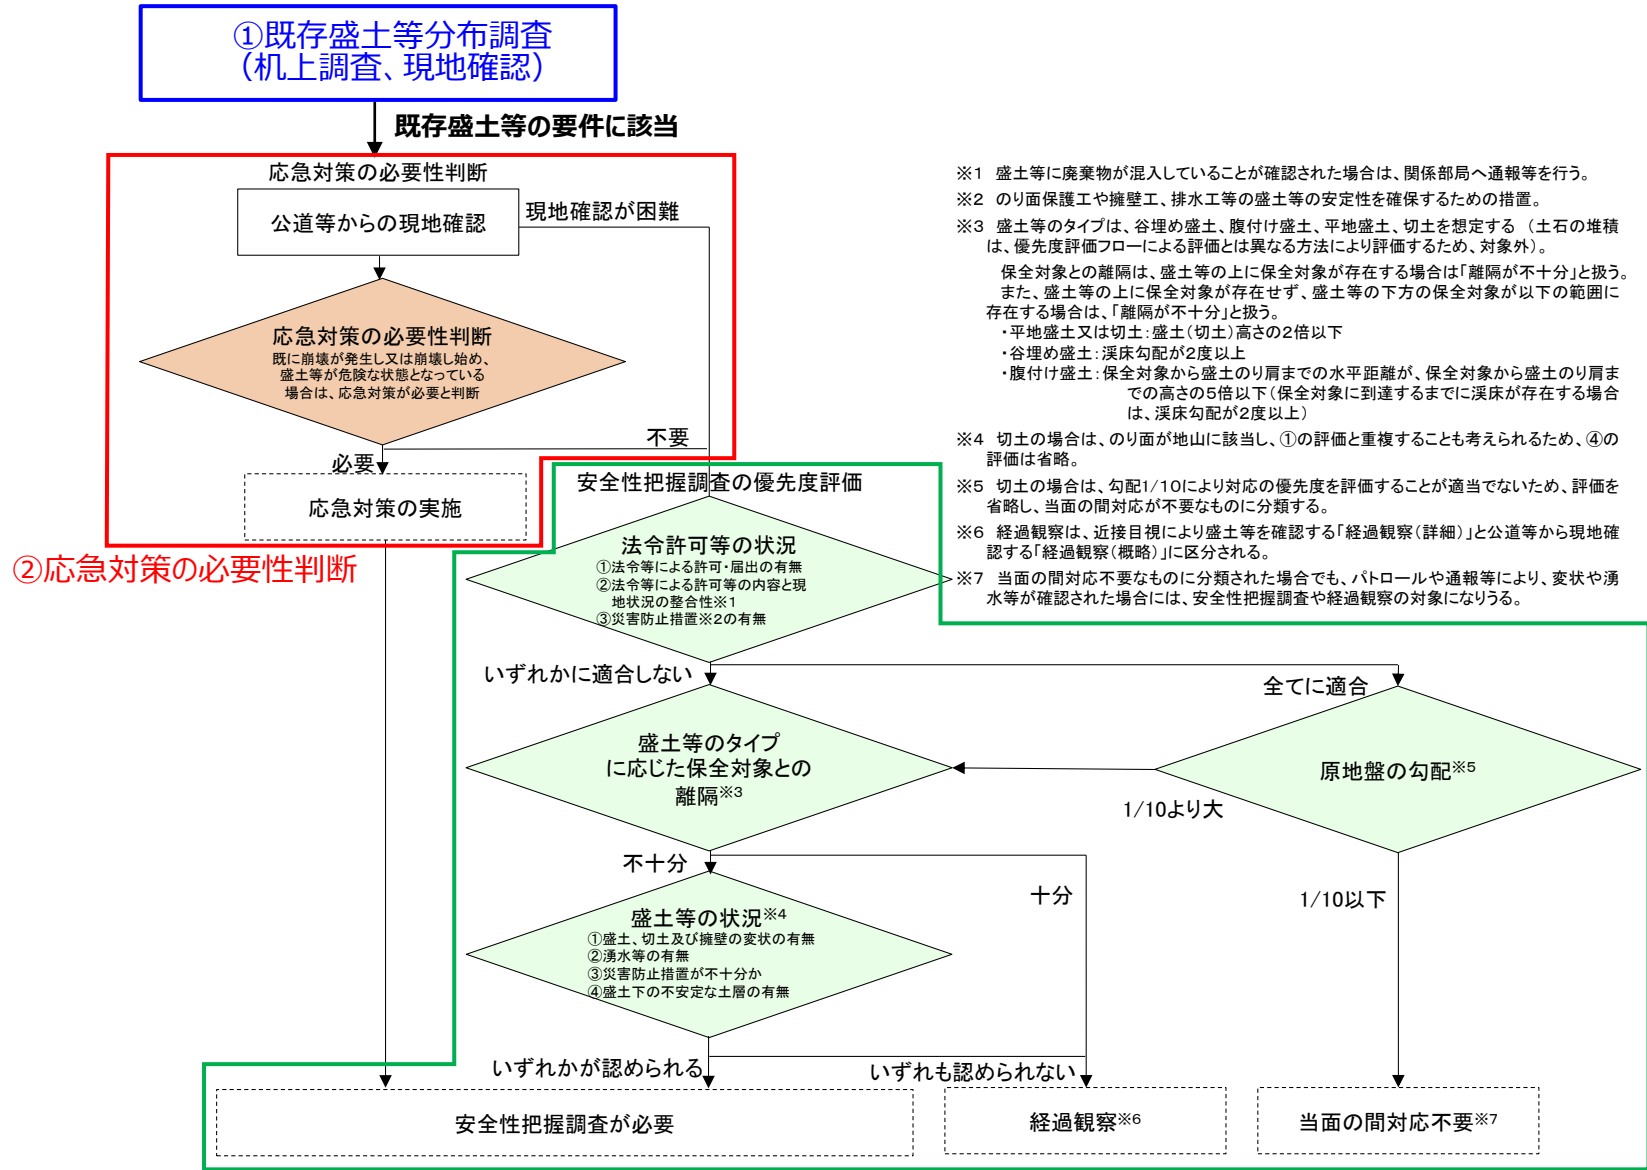 ①既存盛土等分布調査
（机上調査、現地確認）
既存盛土等の要件に該当
応急対策の必要性判断
公道等からの現地確認
現地確認が困難
応急対策の必要性判断
既に崩壊が発生し又は崩壊し始め、
盛土等が危険な状態となっている
場合は、応急対策が必要と判断
不要
必要
応急対策の実施
②応急対策の必要性判断
※1 盛土等に廃棄物が混入していることが確認された場合は、関係部局へ通報等を行う。
※2 のり面保護工や擁壁工、排水工等の盛土等の安定性を確保するための措置。
※3 盛土等のタイプは、谷埋め盛土、腹付け盛土、平地盛土、切土を想定する （土石の堆積
は、優先度評価フローによる評価とは異なる方法により評価するため、対象外）。
保全対象との離隔は、盛土等の上に保全対象が存在する場合は「離隔が不十分」と扱う。
また、盛土等の上に保全対象が存在せず、盛土等の下方の保全対象が以下の範囲に
存在する場合は、「離隔が不十分」と扱う。
・平地盛土又は切土：盛土（切土）高さの2倍以下
・谷埋め盛土：渓床勾配が2度以上
・腹付け盛土：保全対象から盛土のり肩までの水平距離が、保全対象から盛土のり肩ま
での高さの5倍以下（保全対象に到達するまでに渓床が存在する場合
は、渓床勾配が2度以上）
※4 切土の場合は、のり面が地山に該当し、①の評価と重複することも考えられるため、④の
評価は省略。
※5 切土の場合は、勾配1/10により対応の優先度を評価することが適当でないため、評価を
省略し、当面の間対応が不要なものに分類する。
※6 経過観察は、近接目視により盛土等を確認する「経過観察（詳細）」と公道等から現地確
認する「経過観察（概略）」に区分される。
※7 当面の間対応不要なものに分類された場合でも、パトロールや通報等により、変状や湧
水等が確認された場合には、安全性把握調査や経過観察の対象になりうる。
安全性把握調査の優先度評価
法令許可等の状況
①法令等による許可・届出の有無
②法令等による許可等の内容と現
地状況の整合性※1
③災害防止措置※2の有無
いずれかに適合しない
全てに適合
盛土等のタイプ
に応じた保全対象との
離隔※3
原地盤の勾配※5
1/10より大
不十分
十分
1/10以下
盛土等の状況※4
①盛土、切土及び擁壁の変状の有無
②湧水等の有無
③災害防止措置が不十分か
④盛土下の不安定な土層の有無
いずれかが認められる
いずれも認められない
安全性把握調査が必要
経過観察※6
当面の間対応不要※7